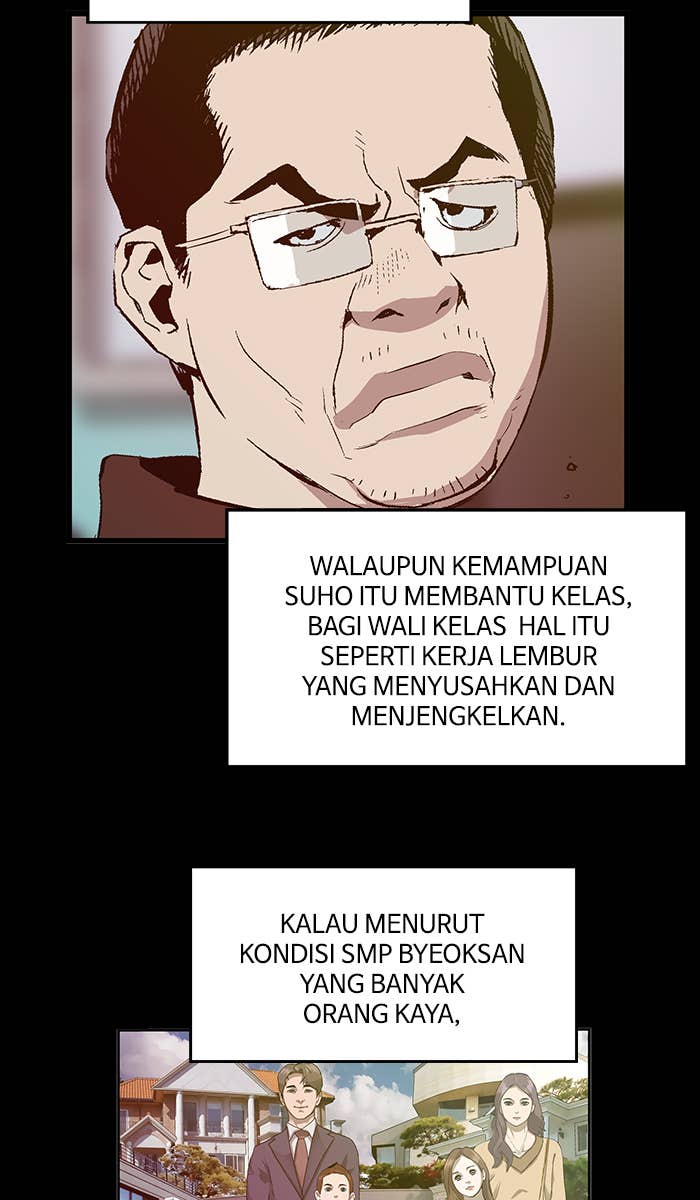 WALAUPUN KEMAMPUAN
SUHO ITU MEMBANTU KELAS,
BAGI WALI KELAS HAL ITU
SEPERTI KERJA LEMBUR
YANG MENYUSAHKAN DAN
MENJENGKELKAN.
KALAU MENURUT
KONDISI SMP BYEOKSAN
YANG BANYAK
ORANG KAYA,